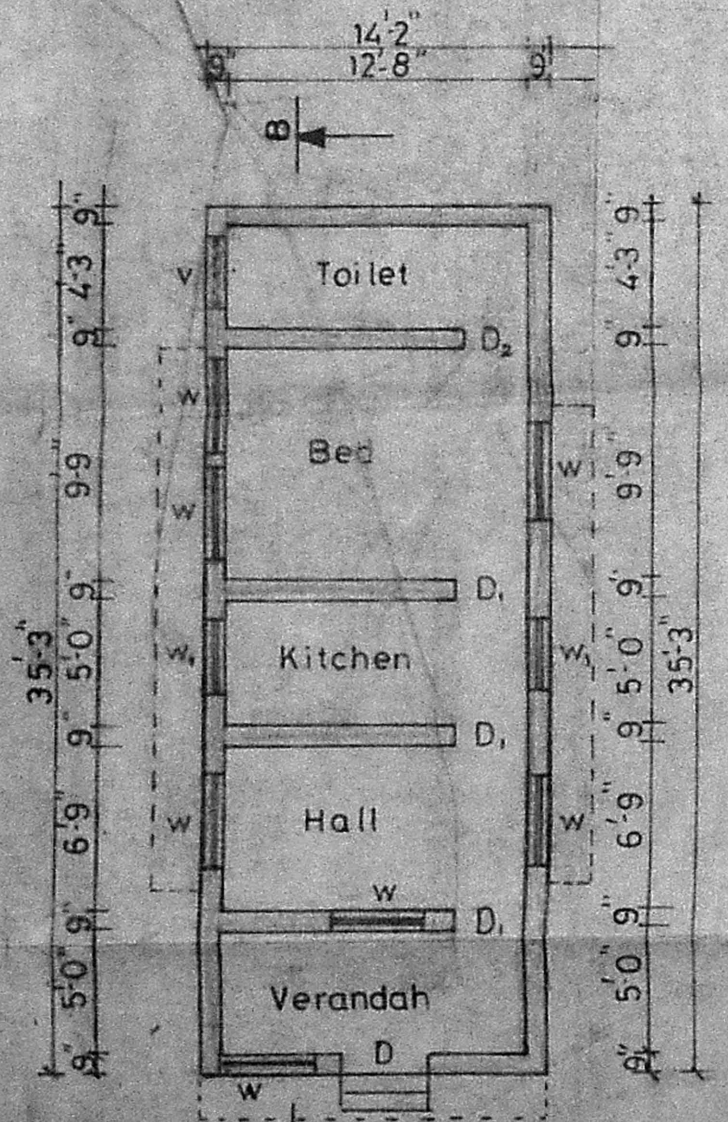 14'-2"
9" 12'-8" 9"
B
9" 9"
4'-3" V Toilet 4'-3"
9" D₂ 9"
W
9'-9" Bed W 9'-9"
W
9" D₁ 9"
35'-3" 5'-0" W₁ Kitchen W₁ 5'-0" 35'-3"
9" D₁ 9"
6'-9" W Hall W 6'-9"
W
9" D₁ 9"
5'-0" Verandah 5'-0"
9" D 9"
W